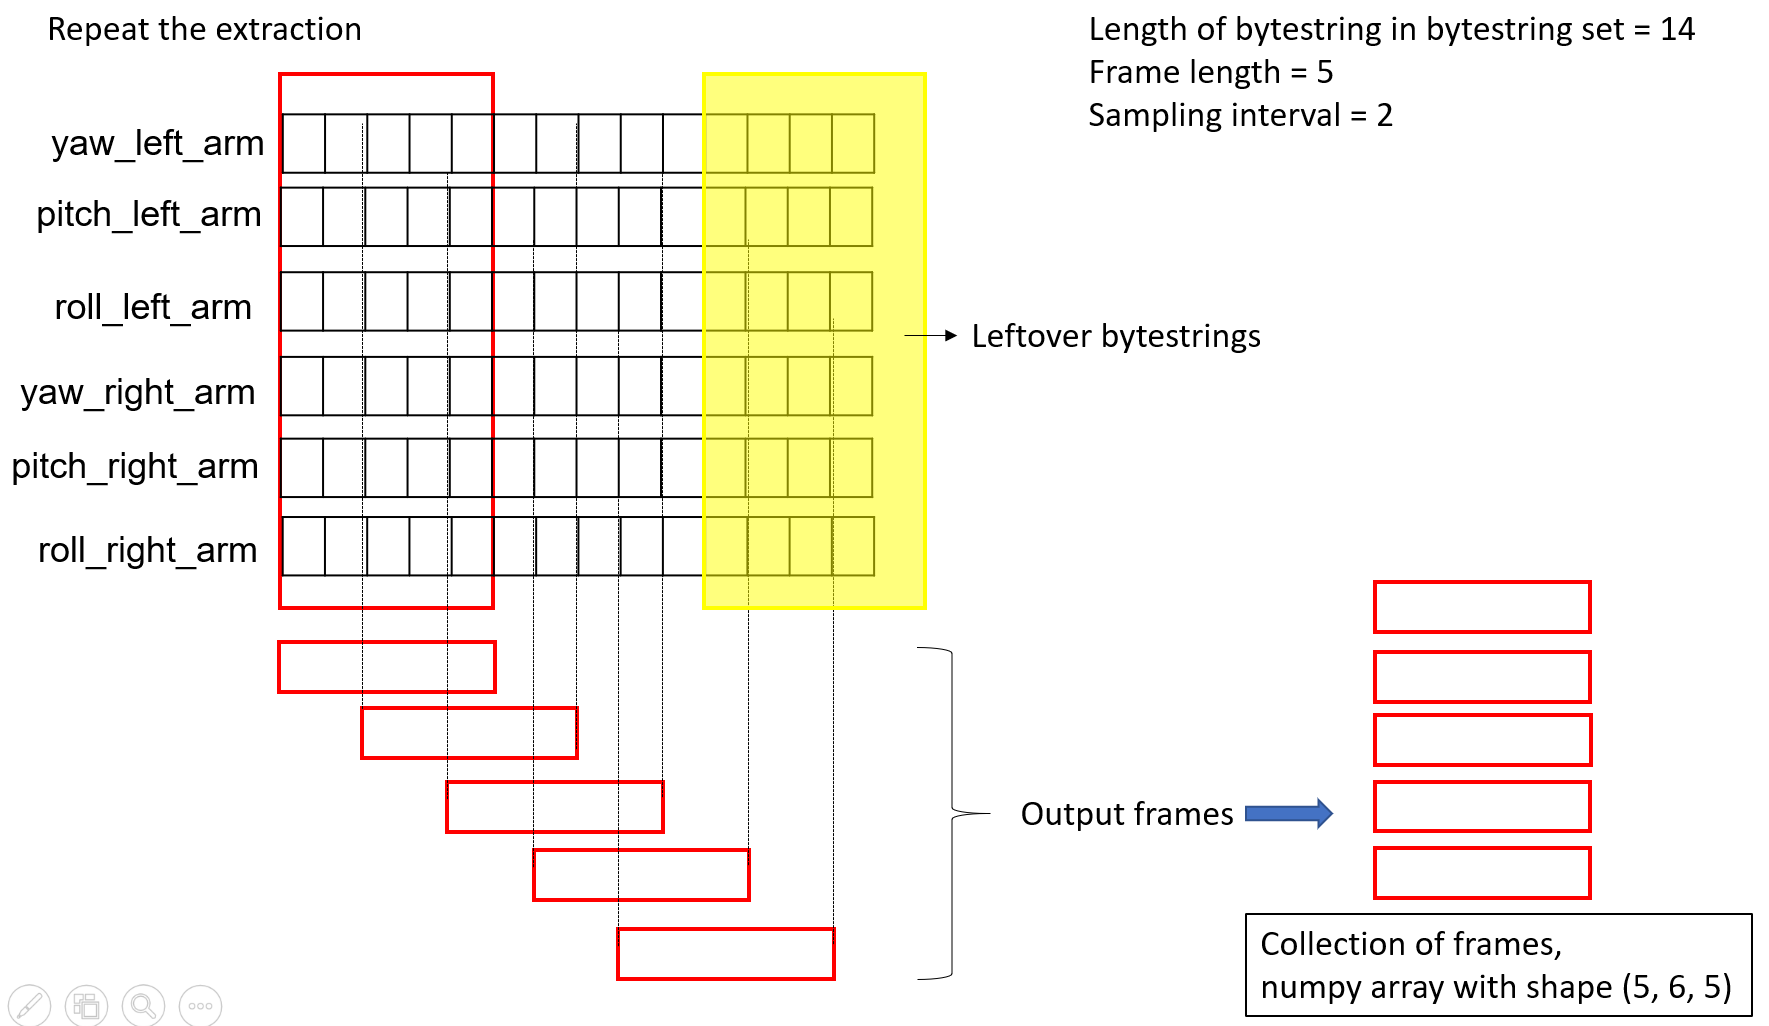 Repeat the extraction
Length of bytestring in bytestring set = 14
Frame length = 5
Sampling interval = 2
yaw_left_arm
pitch_left_arm
roll_left_arm
yaw_right_arm
pitch_right_arm
roll_right_arm
Leftover bytestrings
Output frames
Collection of frames,
numpy array with shape (5, 6, 5)